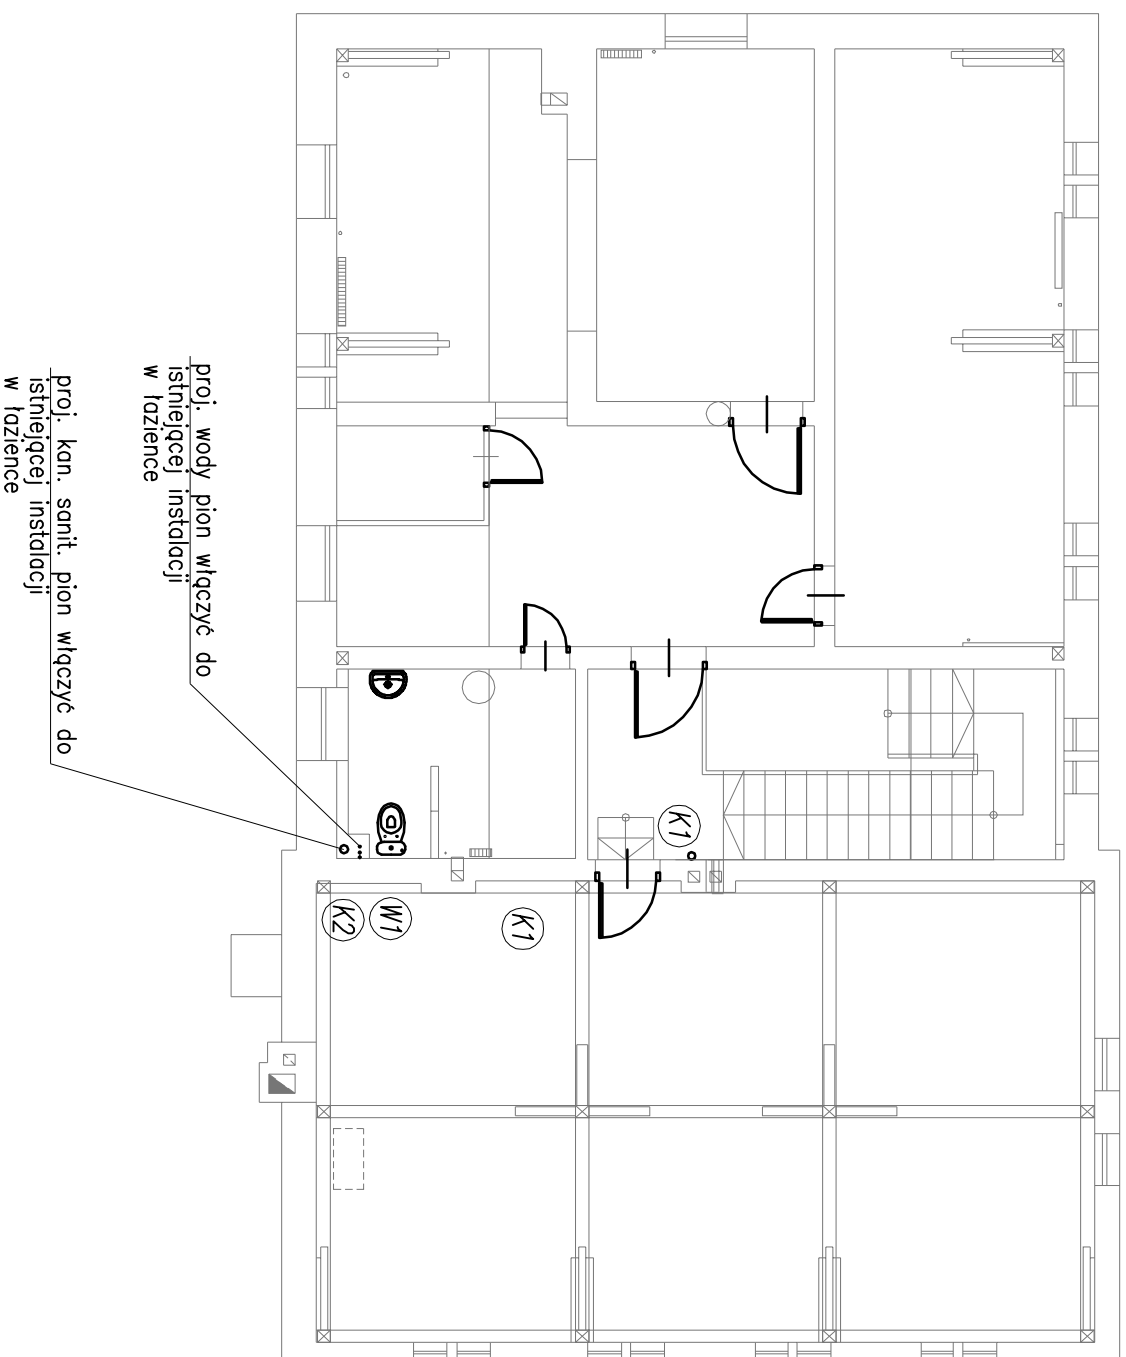 proj. wody pion włączyć do
istniejącej instalacji
w łazience
proj. kan. sanit. pion włączyć do
istniejącej instalacji
w łazience
K1
K2
W1
K1